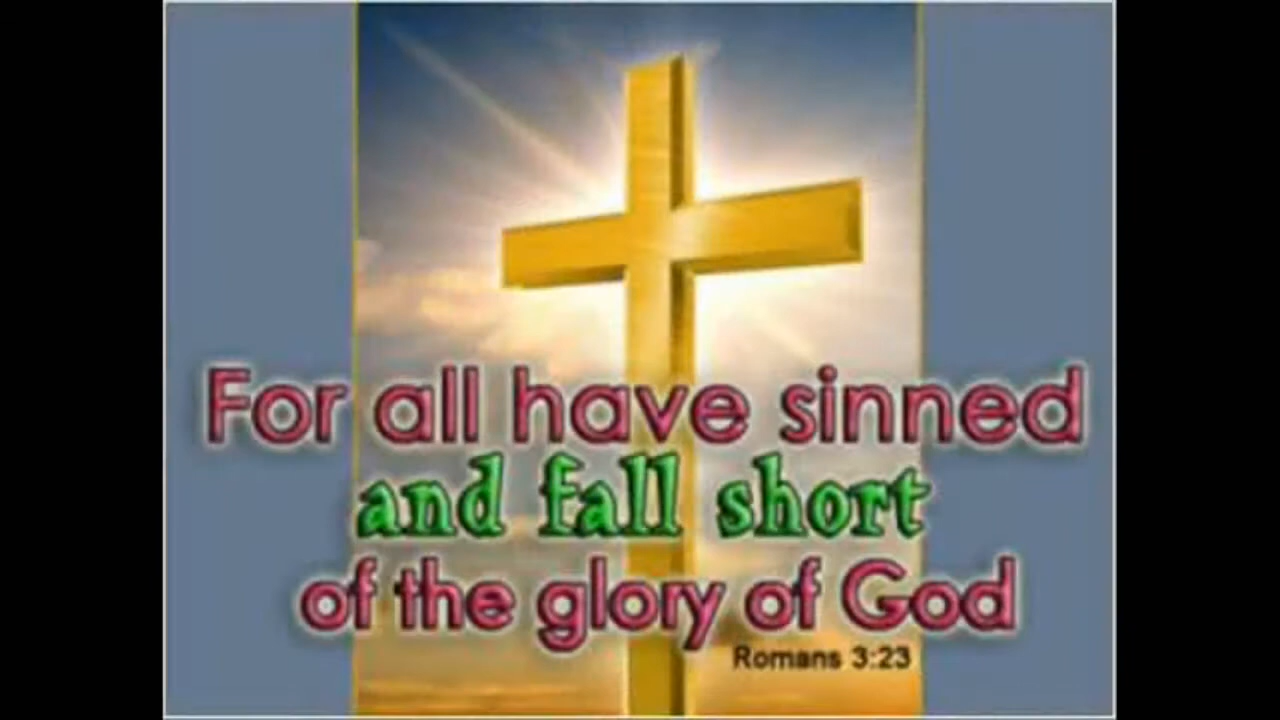 For all have sinned
and fall short
of the glory of God
Romans 3:23